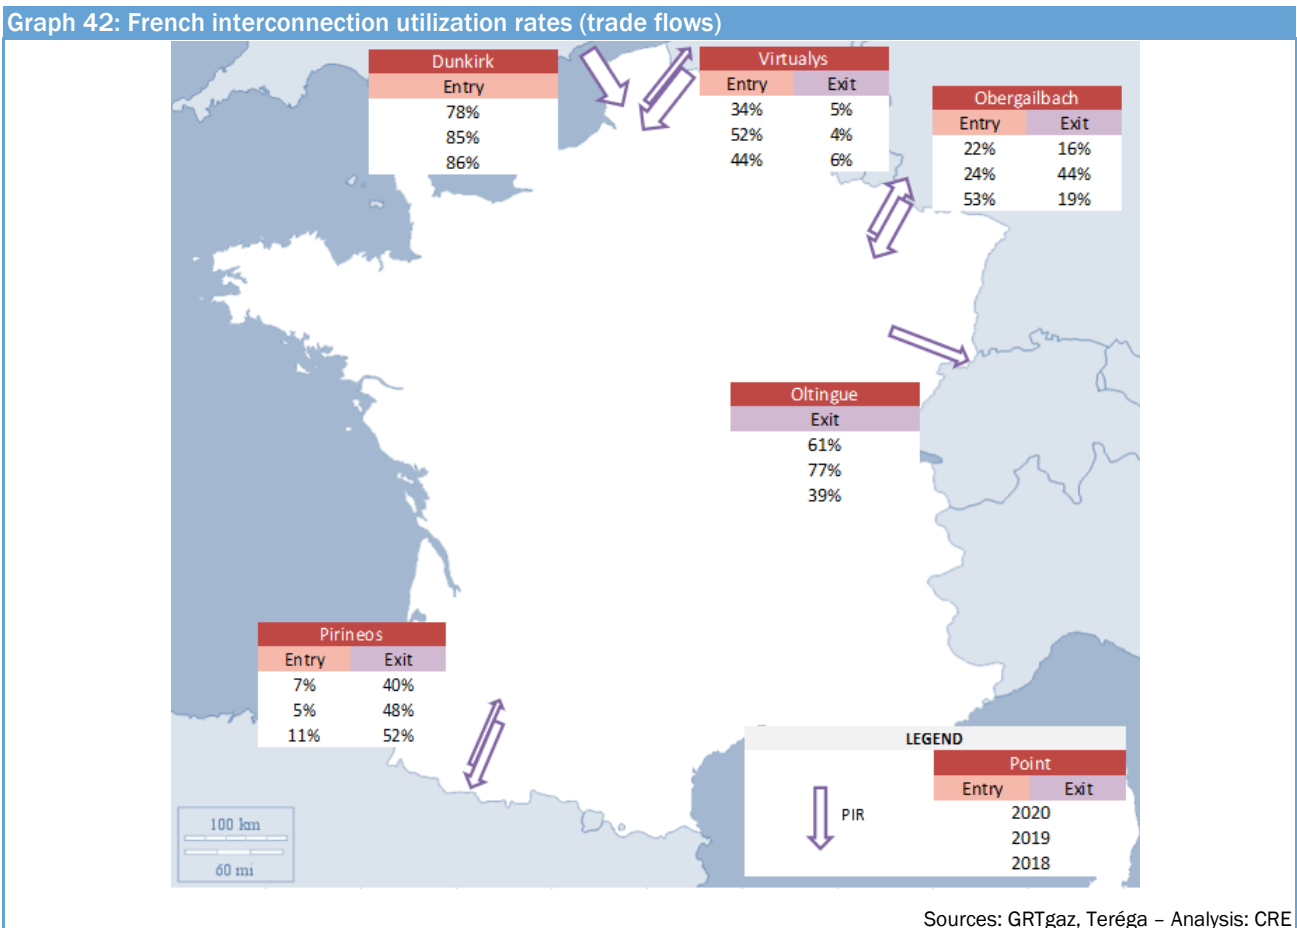 Graph 42: French interconnection utilization rates (trade flows)
Dunkirk
Entry
78%
85%
86%
Virtualys
Entry Exit
34% 5%
52% 4%
44% 6%
Obergailbach
Entry Exit
22% 16%
24% 44%
53% 19%
Oltingue
Exit
61%
77%
39%
Pirineos
Entry Exit
7% 40%
5% 48%
11% 52%
LEGEND
PIR
Point
Entry Exit
2020
2019
2018
100 km
60 mi
Sources: GRTgaz, Teréga – Analysis: CRE